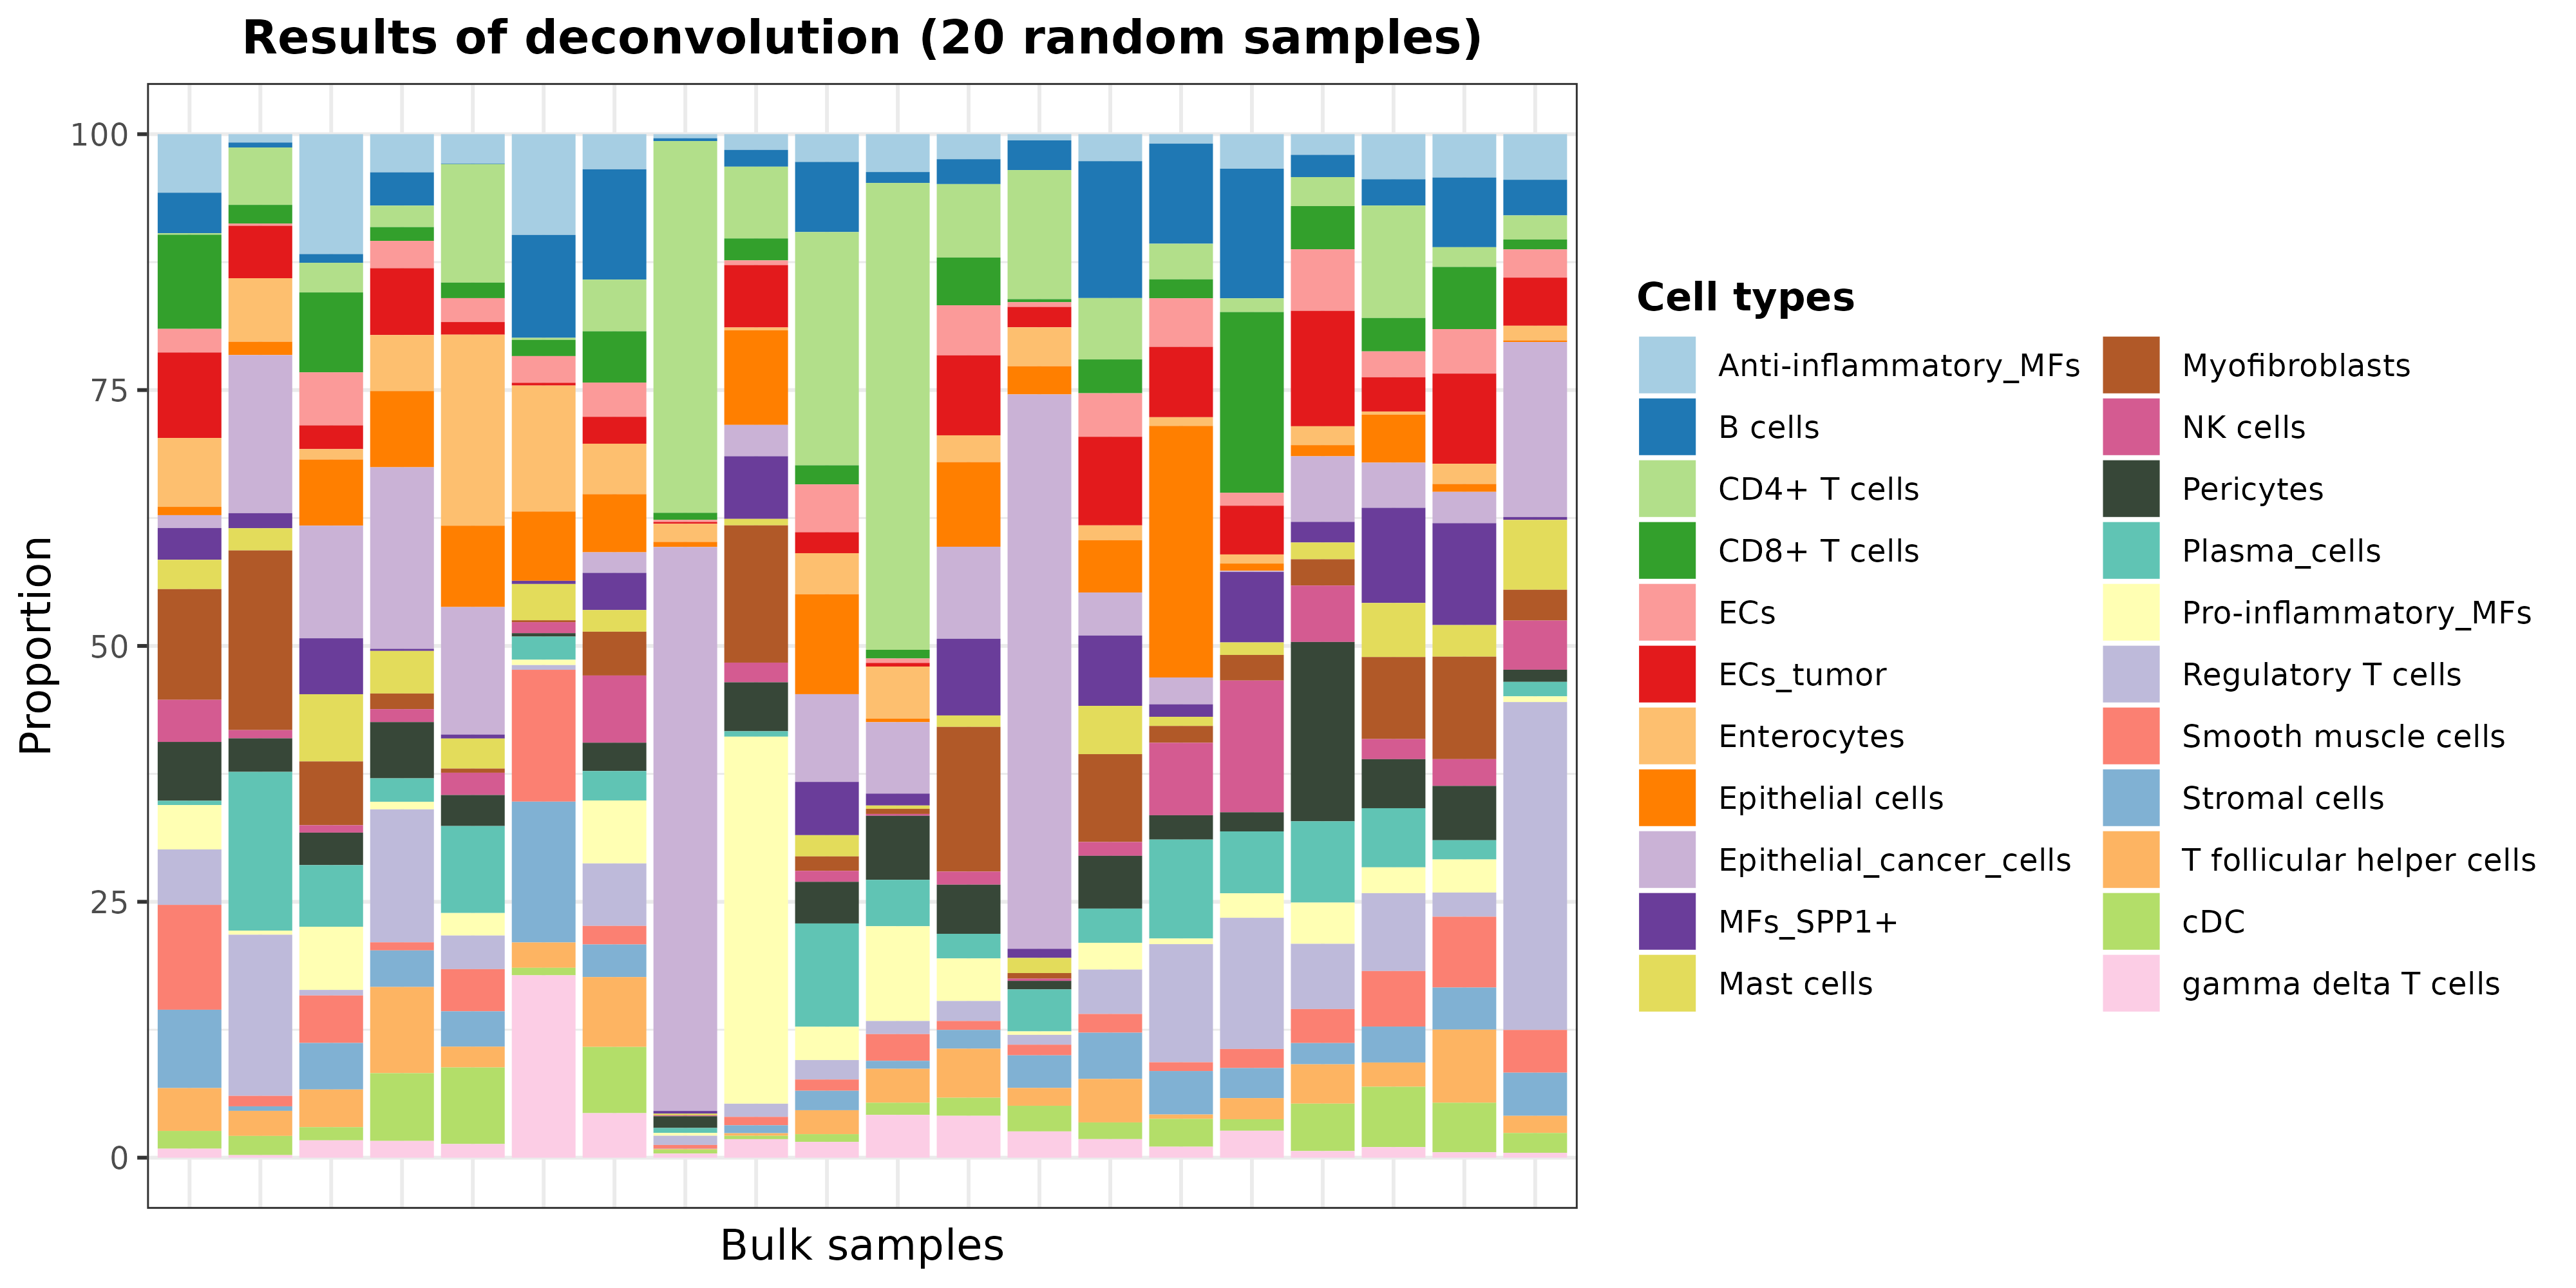 Results of deconvolution (20 random samples)
100
75
50
25
0
Proportion
Bulk samples
Cell types
Anti-inflammatory_MFs
B cells
CD4+ T cells
CD8+ T cells
ECs
ECs_tumor
Enterocytes
Epithelial cells
Epithelial_cancer_cells
MFs_SPP1+
Mast cells
Myofibroblasts
NK cells
Pericytes
Plasma_cells
Pro-inflammatory_MFs
Regulatory T cells
Smooth muscle cells
Stromal cells
T follicular helper cells
cDC
gamma delta T cells